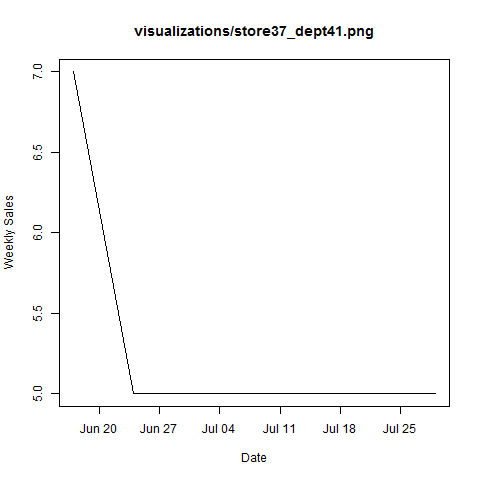 visualizations/store37_dept41.png
Weekly Sales
7.0
6.5
6.0
5.5
5.0
Jun 20 Jun 27 Jul 04 Jul 11 Jul 18 Jul 25
Date